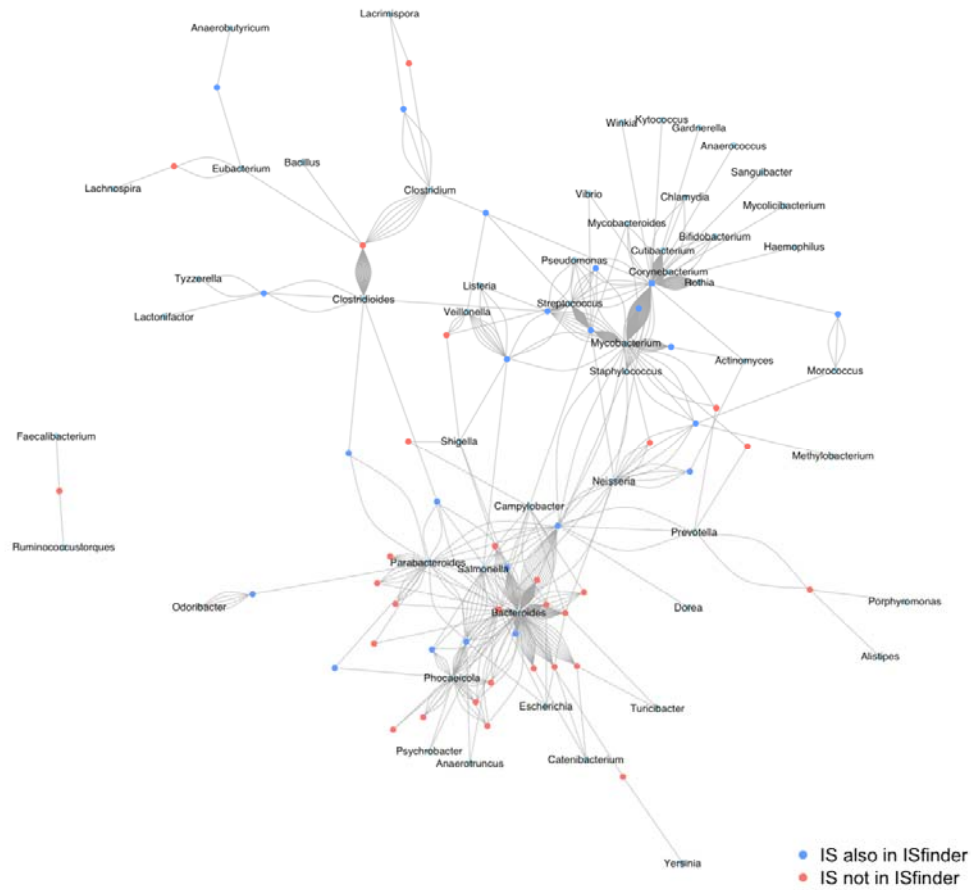 Lacrimispora
Anaerobutyricum
Winkia
Kytococcus
Gardnerella
Anaerococcus
Bacillus
Eubacterium
Sanguibacter
Lachnospira
Clostridium
Vibrio
Chlamydia
Mycolicibacterium
Mycobacteroides
Bifidobacterium
Haemophilus
Cutibacterium
Pseudomonas
Corynebacterium
Tyzzerella
Rothia
Listeria
Clostridioides
Streptococcus
Lactonifactor
Veillonella
Mycobacterium
Actinomyces
Staphylococcus
Morococcus
Faecalibacterium
Shigella
Methylobacterium
Neisseria
Campylobacter
Prevotella
Ruminococcustorques
Parabacteroides
Salmonella
Odoribacter
Dorea
Porphyromonas
Bacteroides
Alistipes
Phocaeicola
Escherichia
Turicibacter
Psychrobacter
Catenibacterium
Anaerotruncus
IS also in ISfinder
Yersinia
IS not in ISfinder